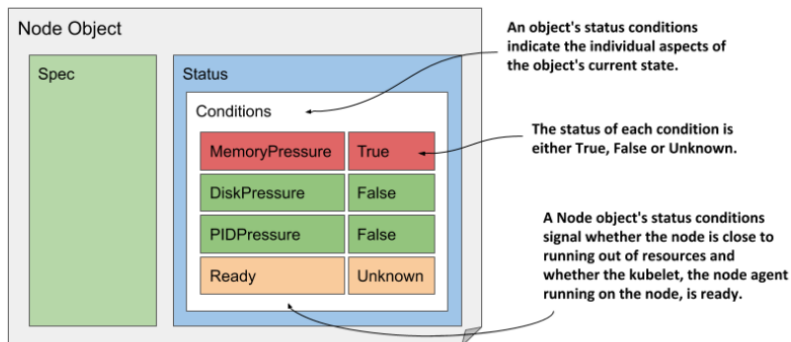 Node Object
Spec
Status
Conditions
MemoryPressure True
DiskPressure False
PIDPressure False
Ready Unknown
An object's status conditions
indicate the individual aspects of
the object's current state.
The status of each condition is
either True, False or Unknown.
A Node object's status conditions
signal whether the node is close to
running out of resources and
whether the kubelet, the node agent
running on the node, is ready.